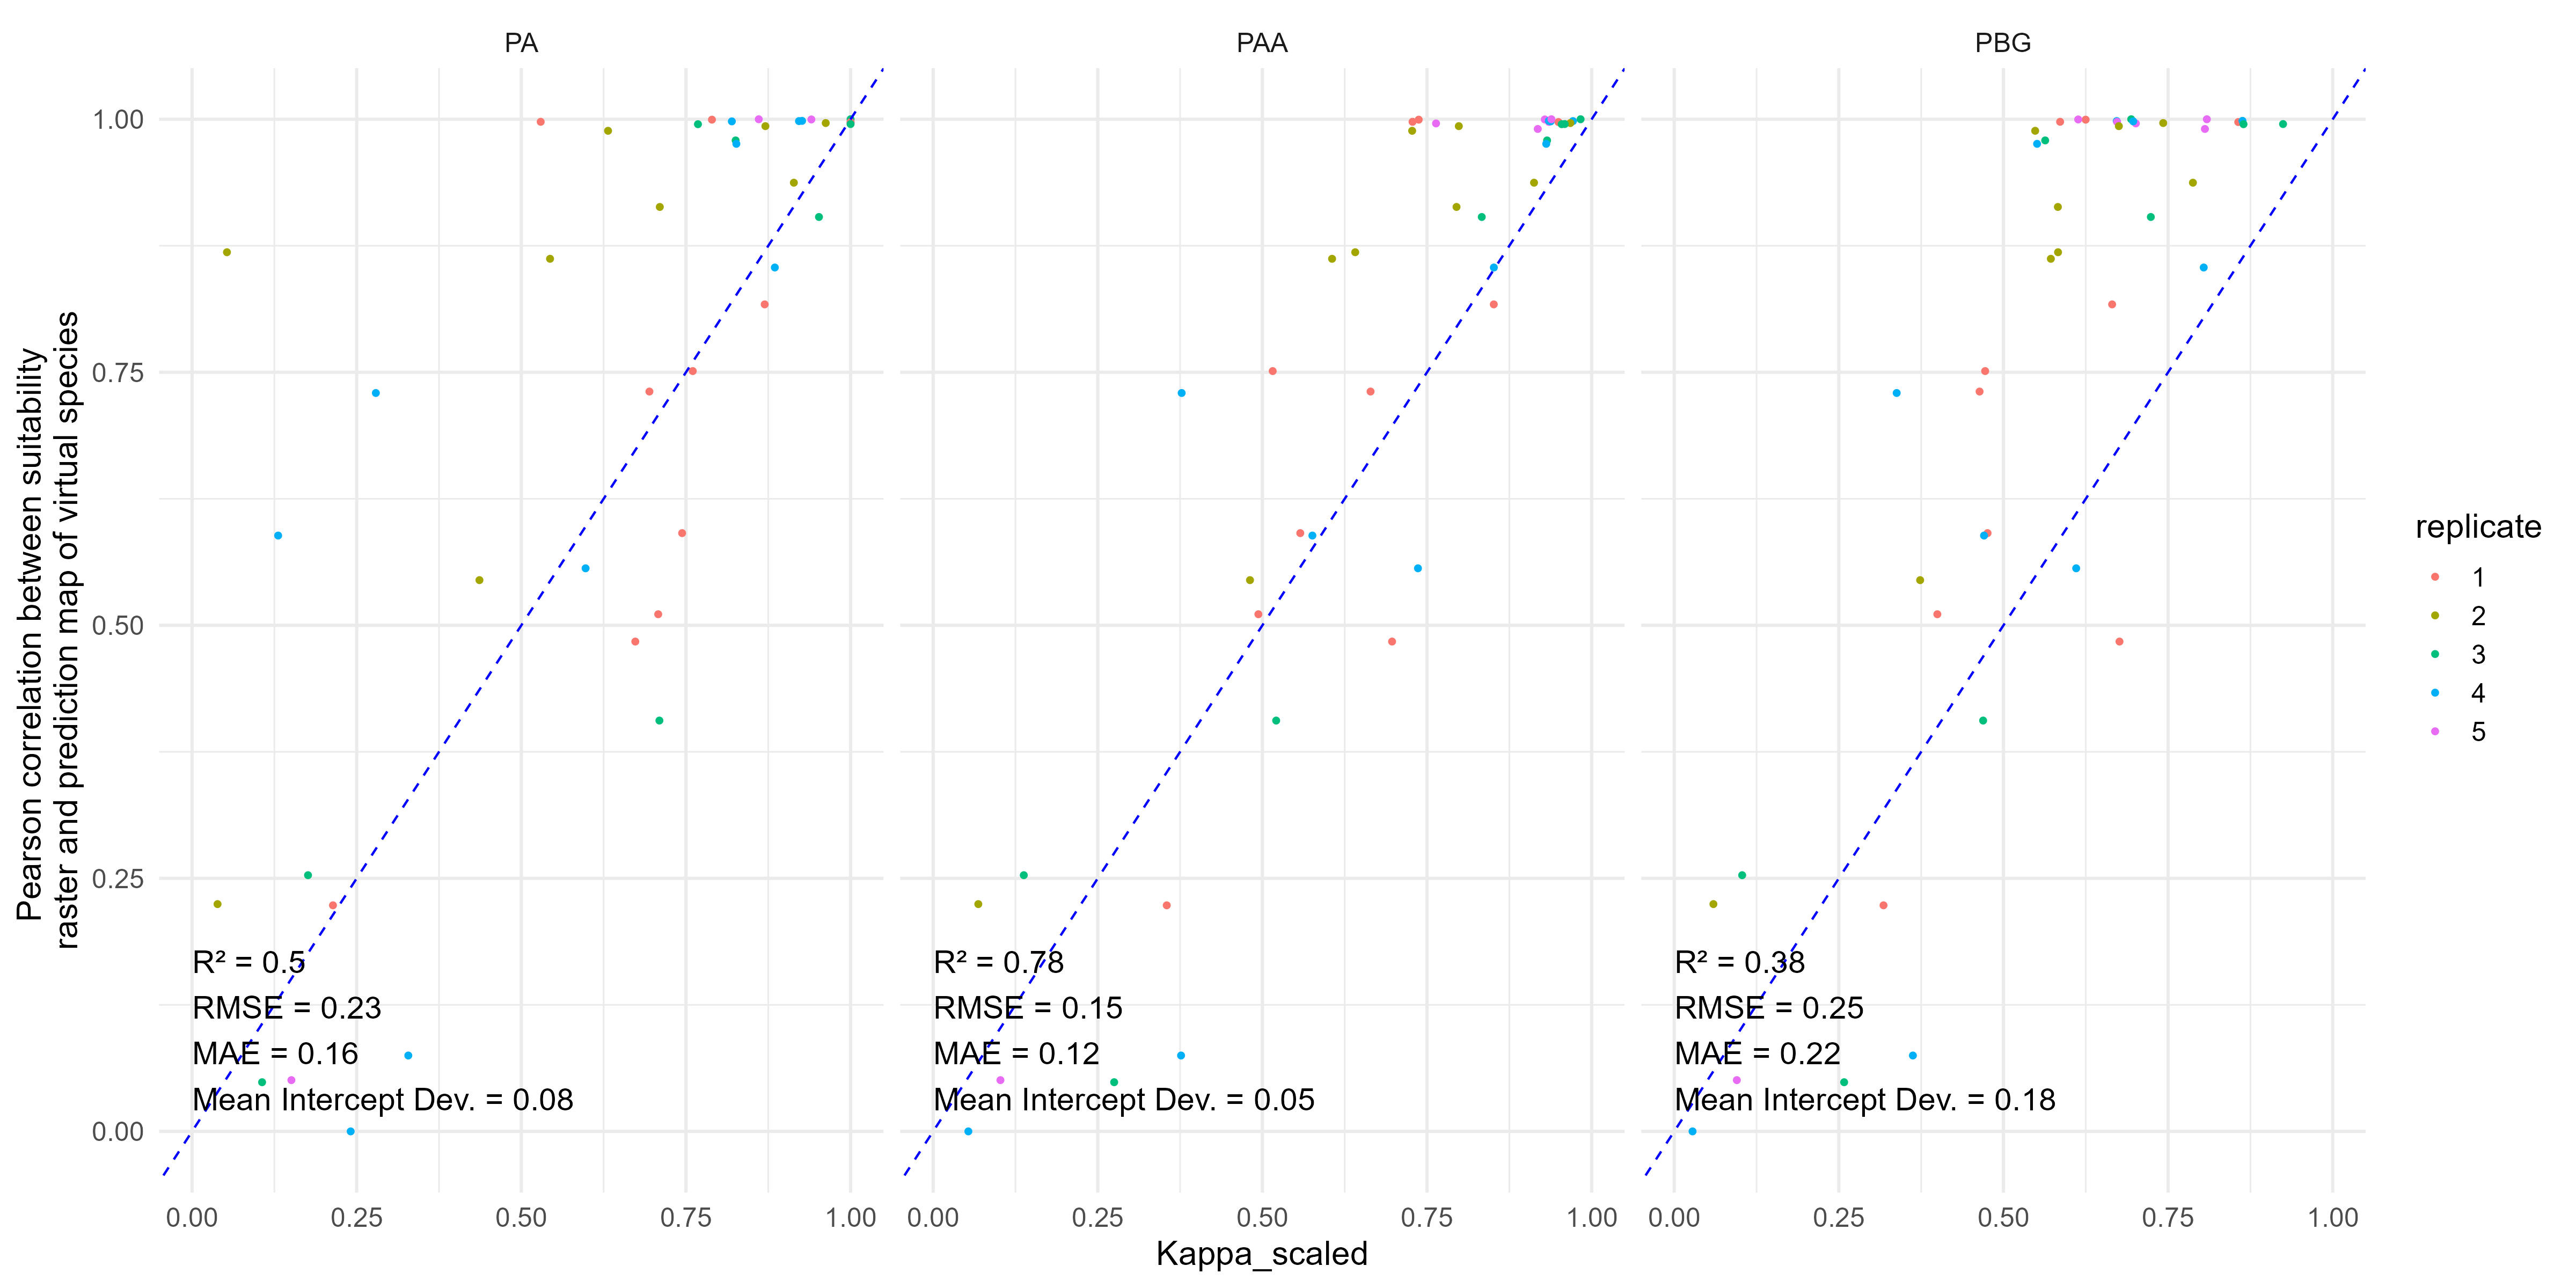 PA
PAA
PBG
Pearson correlation between suitability
raster and prediction map of virtual species
1.00
0.75
0.50
0.25
0.00
R² = 0.5
RMSE = 0.23
MAE = 0.16
Mean Intercept Dev. = 0.08
R² = 0.78
RMSE = 0.15
MAE = 0.12
Mean Intercept Dev. = 0.05
R² = 0.38
RMSE = 0.25
MAE = 0.22
Mean Intercept Dev. = 0.18
0.00 0.25 0.50 0.75 1.00
0.00 0.25 0.50 0.75 1.00
0.00 0.25 0.50 0.75 1.00
Kappa_scaled
replicate
1
2
3
4
5